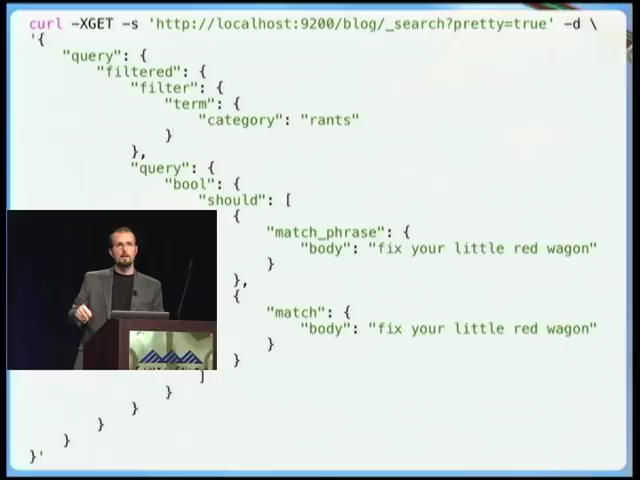 curl -XGET -s 'http://localhost:9200/blog/_search?pretty=true' -d \
'{
"query": {
"filtered": {
"filter": {
"term": {
"category": "rants"
}
},
"query": {
"bool": {
"should": [
{
"match_phrase": {
"body": "fix your little red wagon"
}
},
{
"match": {
"body": "fix your little red wagon"
}
}
]
}
}
}
}
}'